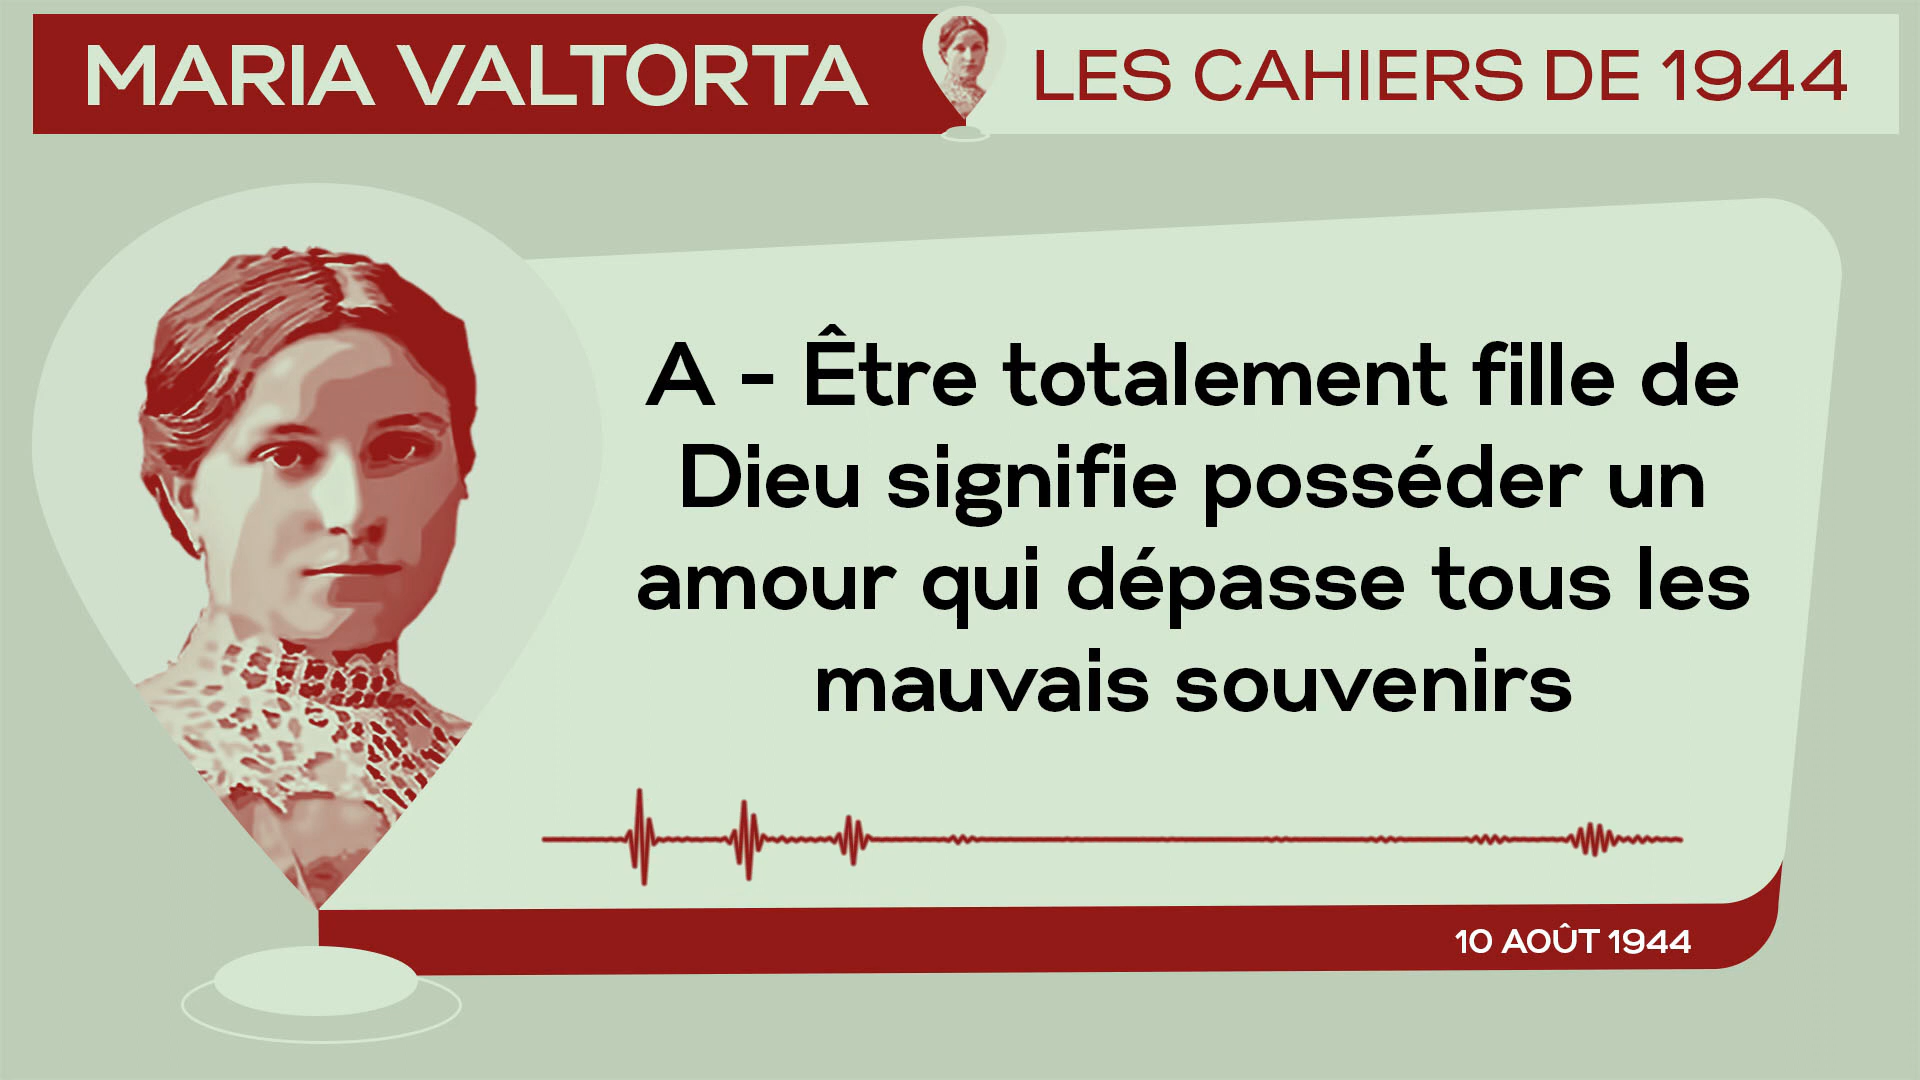 MARIA VALTORTA
LES CAHIERS DE 1944
A - Être totalement fille de
Dieu signifie posséder un
amour qui dépasse tous les
mauvais souvenirs
10 AOÛT 1944